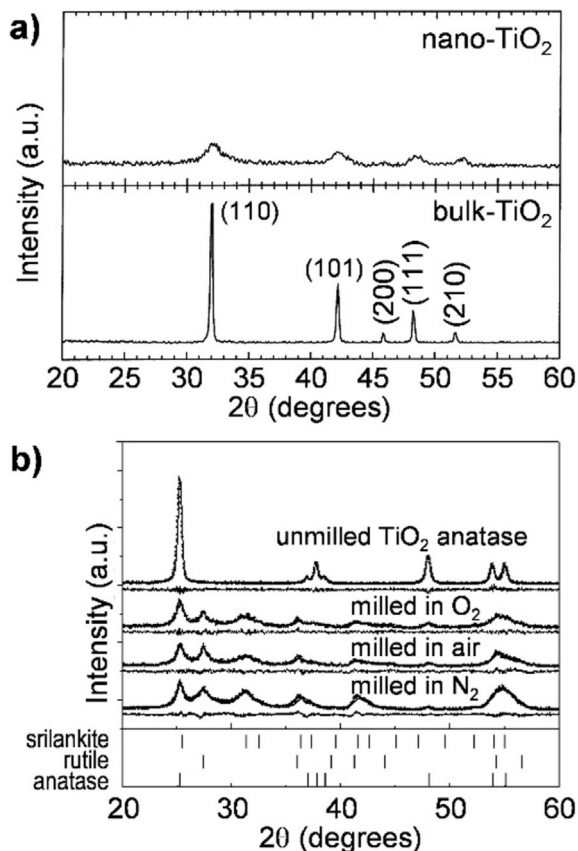 a)
nano-TiO₂
bulk-TiO₂
(110)
(101)
(200)
(111)
(210)
Intensity (a.u.)
20 25 30 35 40 45 50 55 60
2θ (degrees)
b)
unmilled TiO₂ anatase
milled in O₂
milled in air
milled in N₂
Intensity (a.u.)
srilankite
rutile
anatase
20 30 40 50 60
2θ (degrees)